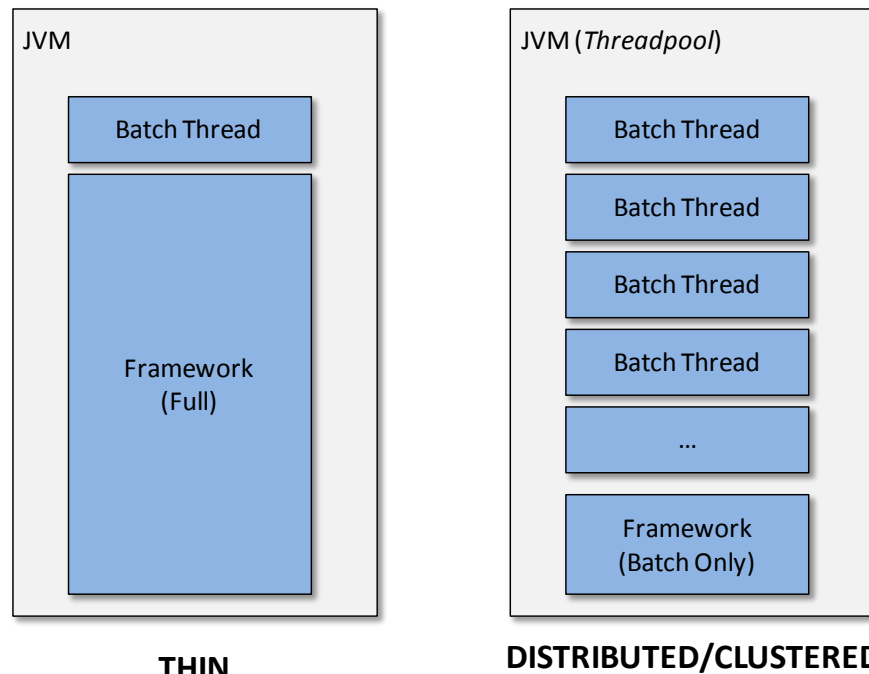 JVM
Batch Thread
Framework
(Full)
THIN
JVM (Threadpool)
Batch Thread
Batch Thread
Batch Thread
Batch Thread
...
Framework
(Batch Only)
DISTRIBUTED/CLUSTERED